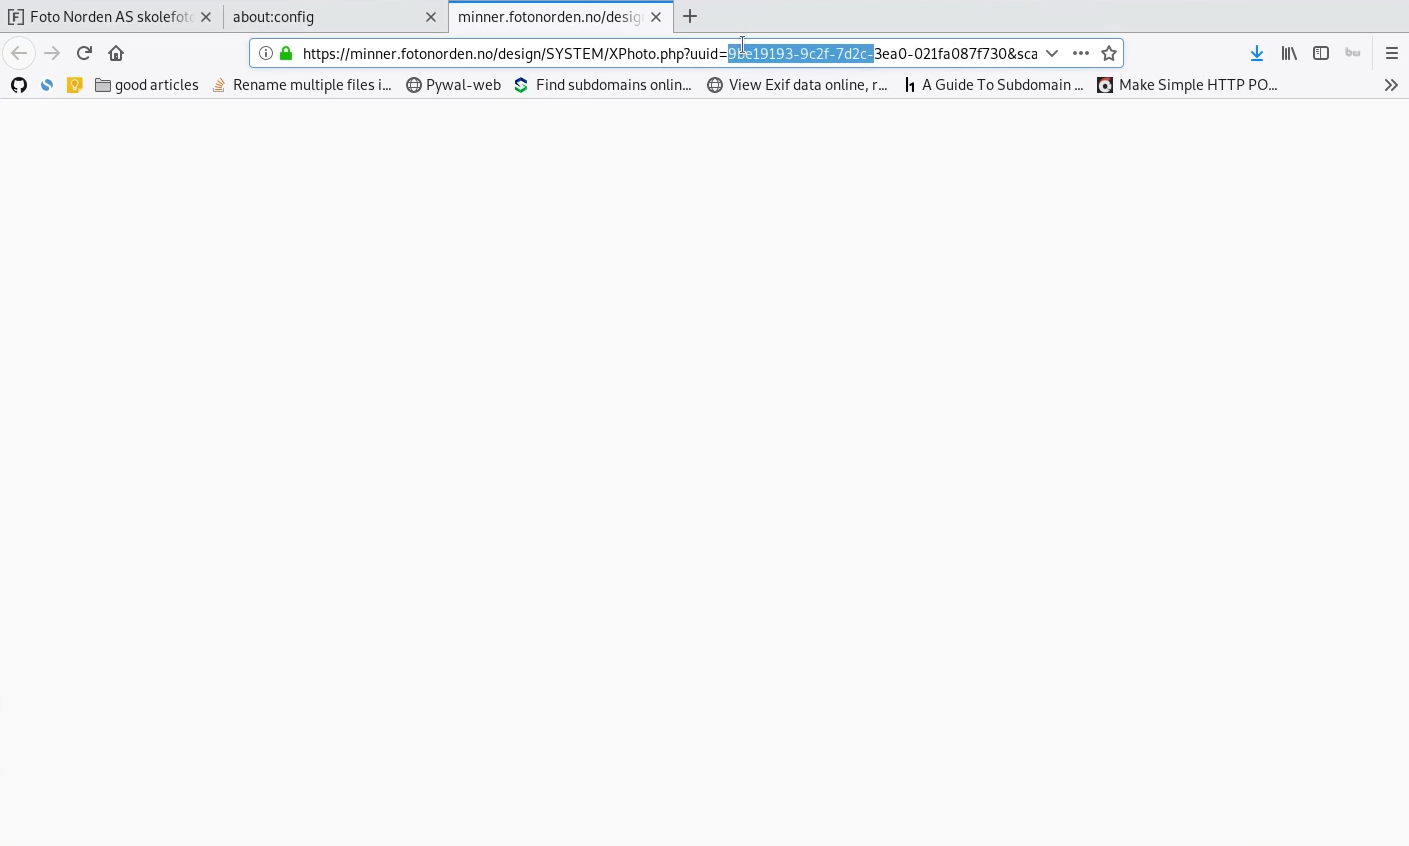 [F] Foto Norden AS skolefoto
about:config
minner.fotonorden.no/desig
https://minner.fotonorden.no/design/SYSTEM/XPhoto.php?uuid=9be19193-9c2f-7d2c-3ea0-021fa087f730&sca
good articles
Rename multiple files i...
Pywal-web
Find subdomains onlin...
View Exif data online, r...
A Guide To Subdomain ...
Make Simple HTTP PO...